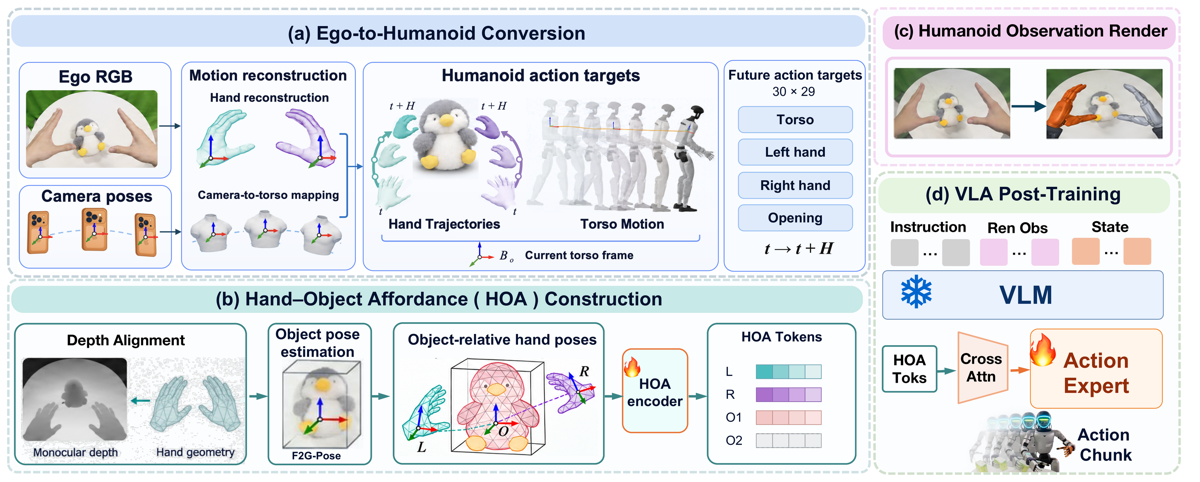 (a) Ego-to-Humanoid Conversion
Ego RGB
Camera poses
Motion reconstruction
Hand reconstruction
Camera-to-torso mapping
Humanoid action targets
t + H
t + H
t
t
Hand Trajectories
Torso Motion
B_o Current torso frame
Future action targets
30 × 29
Torso
Left hand
Right hand
Opening
t → t + H
(b) Hand–Object Affordance ( HOA ) Construction
Depth Alignment
Monocular depth
Hand geometry
Object pose
estimation
F2G-Pose
Object-relative hand poses
L
O
R
HOA
encoder
HOA Tokens
L
R
O1
O2
(c) Humanoid Observation Render
(d) VLA Post-Training
Instruction
Ren Obs
State
...
...
...
VLM
HOA
Toks
Cross
Attn
Action
Expert
Action
Chunk